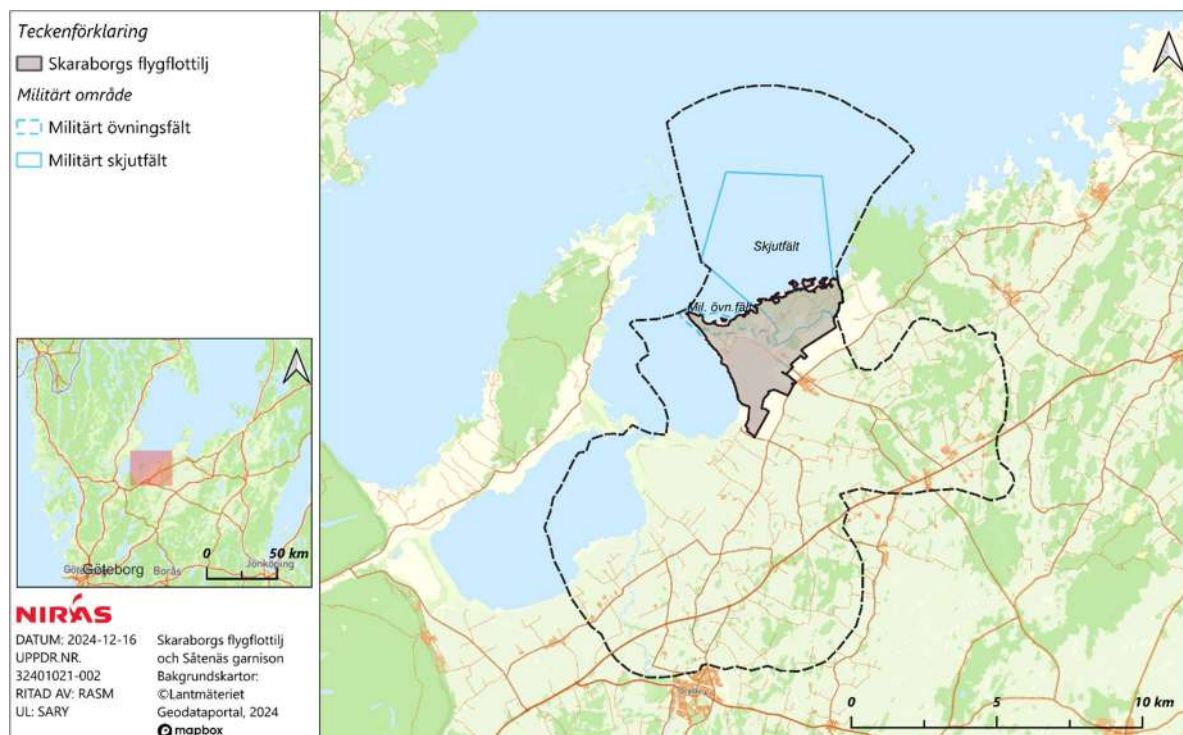 Teckenförklaring
Skaraborgs flygflottilj
Militärt område
Militärt övningsfält
Militärt skjutfält
Skjutfält
Mil. övn.fält
0 50 km
Göteborg
Borås
Jönköping
NIRÁS
DATUM: 2024-12-16
UPPDR.NR.
32401021-002
RITAD AV: RASM
UL: SARY
Skaraborgs flygflottilj
och Såtenäs garnison
Bakgrundskartor:
©Lantmäteriet
Geodataportal, 2024
mapbox
0 5 10 km